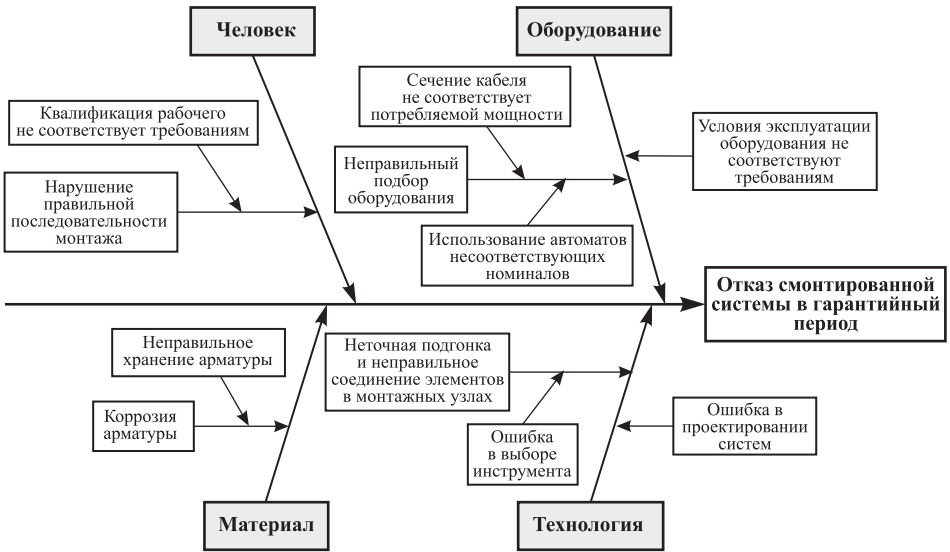 Человек
Оборудование
Сечение кабеля
не соответствует
потребляемой мощности
Квалификация рабочего
не соответствует требованиям
Условия эксплуатации
оборудования не
соответствуют
требованиям
Неправильный
подбор
оборудования
Нарушение
правильной
последовательности
монтажа
Использование автоматов
несоответствующих
номиналов
Отказ смонтированной
системы в гарантийный
период
Неправильное
хранение арматуры
Неточная подгонка
и неправильное
соединение элементов
в монтажных узлах
Коррозия
арматуры
Ошибка
в выборе
инструмента
Ошибка в
проектировании
систем
Материал
Технология